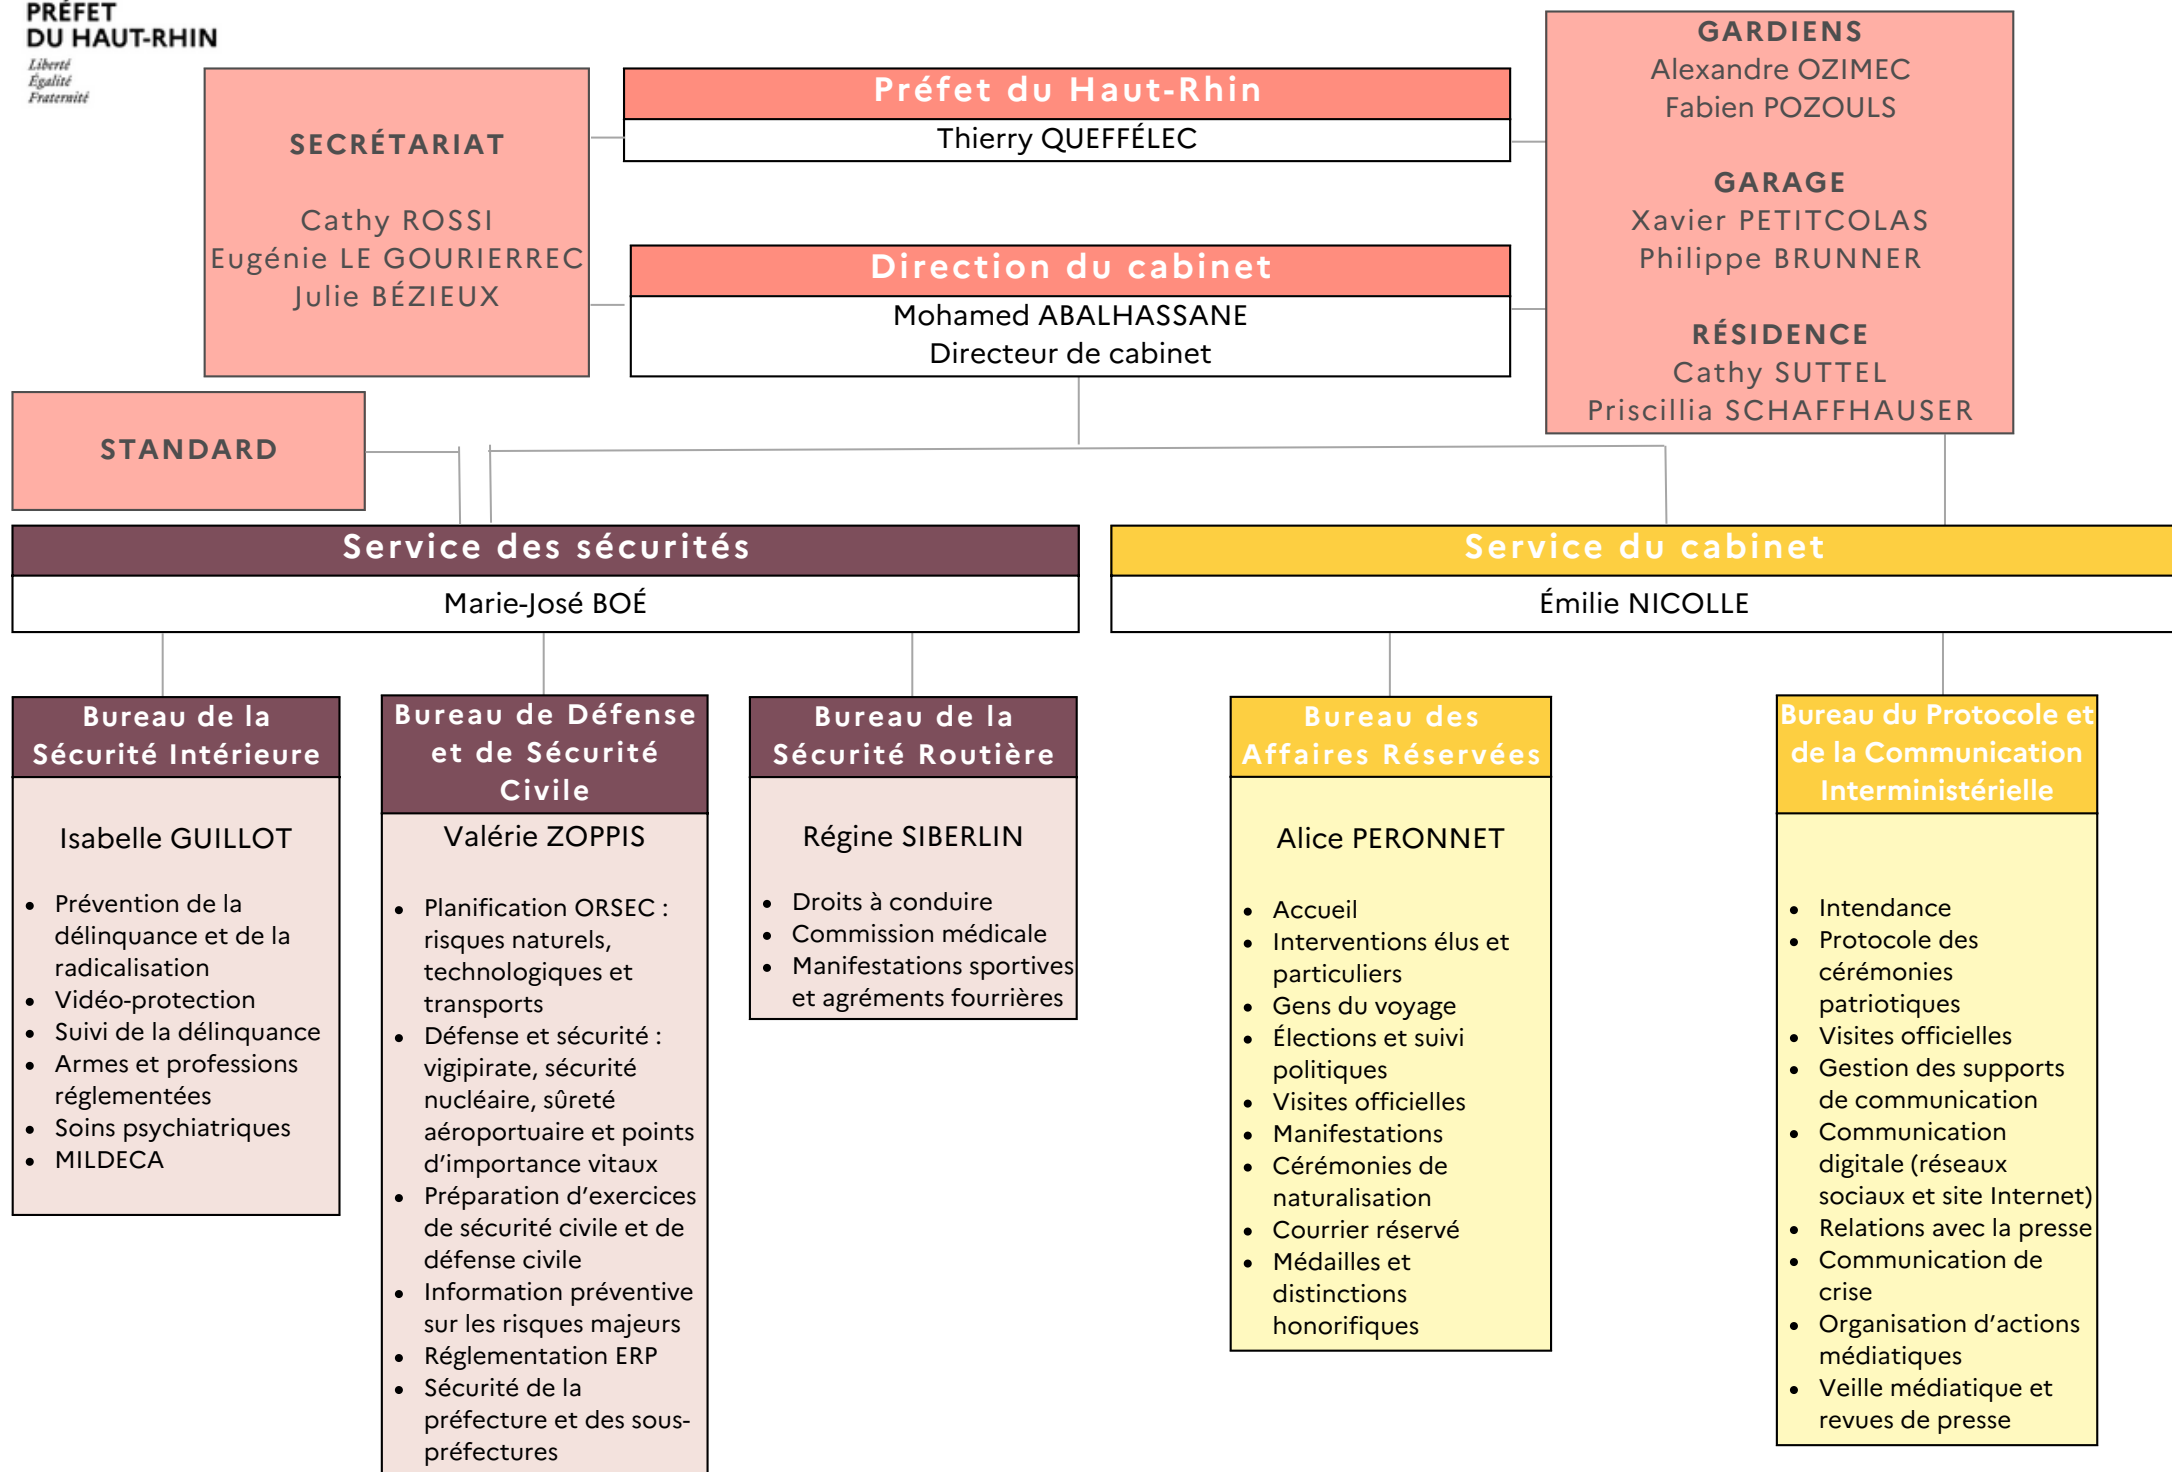 PRÉFET
DU HAUT-RHIN
Liberté
Égalité
Fraternité
SECRÉTARIAT
Cathy ROSSI
Eugénie LE GOURIERREC
Julie BÉZIEUX
Préfet du Haut-Rhin
Thierry QUEFFÉLEC
Direction du cabinet
Mohamed ABALHASSANE
Directeur de cabinet
GARDIENS
Alexandre OZIMEC
Fabien POZOULS
GARAGE
Xavier PETITCOLAS
Philippe BRUNNER
RÉSIDENCE
Cathy SUTTEL
Priscillia SCHAFFHAUSER
STANDARD
Service des sécurités
Marie-José BOÉ
Service du cabinet
Émilie NICOLLE
Bureau de la
Sécurité Intérieure
Isabelle GUILLOT
• Prévention de la
délinquance et de la
radicalisation
• Vidéo-protection
• Suivi de la délinquance
• Armes et professions
réglementées
• Soins psychiatriques
• MILDECA
Bureau de Défense
et de Sécurité
Civile
Valérie ZOPPIS
• Planification ORSEC :
risques naturels,
technologiques et
transports
• Défense et sécurité :
vigipirate, sécurité
nucléaire, sûreté
aéroportuaire et points
d'importance vitaux
• Préparation d'exercices
de sécurité civile et de
défense civile
• Information préventive
sur les risques majeurs
• Réglementation ERP
• Sécurité de la
préfecture et des sous-
préfectures
Bureau de la
Sécurité Routière
Régine SIBERLIN
• Droits à conduire
• Commission médicale
• Manifestations sportives
et agréments fourrières
Bureau des
Affaires Réservées
Alice PERONNET
• Accueil
• Interventions élus et
particuliers
• Gens du voyage
• Élections et suivi
politiques
• Visites officielles
• Manifestations
• Cérémonies de
naturalisation
• Courrier réservé
• Médailles et
distinctions
honorifiques
Bureau du Protocole et
de la Communication
Interministérielle
• Intendance
• Protocole des
cérémonies
patriotiques
• Visites officielles
• Gestion des supports
de communication
• Communication
digitale (réseaux
sociaux et site Internet)
• Relations avec la presse
• Communication de
crise
• Organisation d'actions
médiatiques
• Veille médiatique et
revues de presse